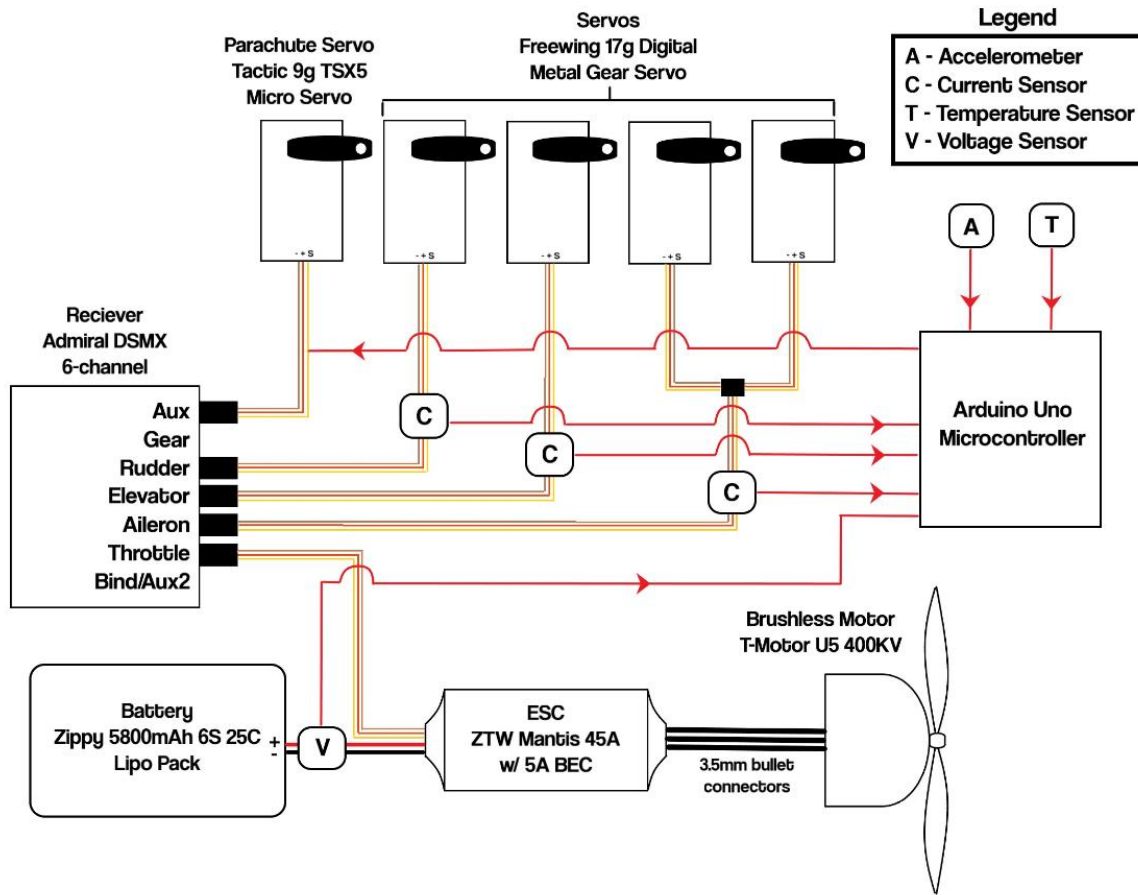 Parachute Servo
Tactic 9g TSX5
Micro Servo
Servos
Freewing 17g Digital
Metal Gear Servo
Legend
A - Accelerometer
C - Current Sensor
T - Temperature Sensor
V - Voltage Sensor
- + S
- + S
- + S
- + S
- + S
A
T
Reciever
Admiral DSMX
6-channel
Aux
Gear
Rudder
Elevator
Aileron
Throttle
Bind/Aux2
C
C
C
Arduino Uno
Microcontroller
Battery
Zippy 5800mAh 6S 25C
Lipo Pack
+
-
V
ESC
ZTW Mantis 45A
w/ 5A BEC
3.5mm bullet
connectors
Brushless Motor
T-Motor U5 400KV